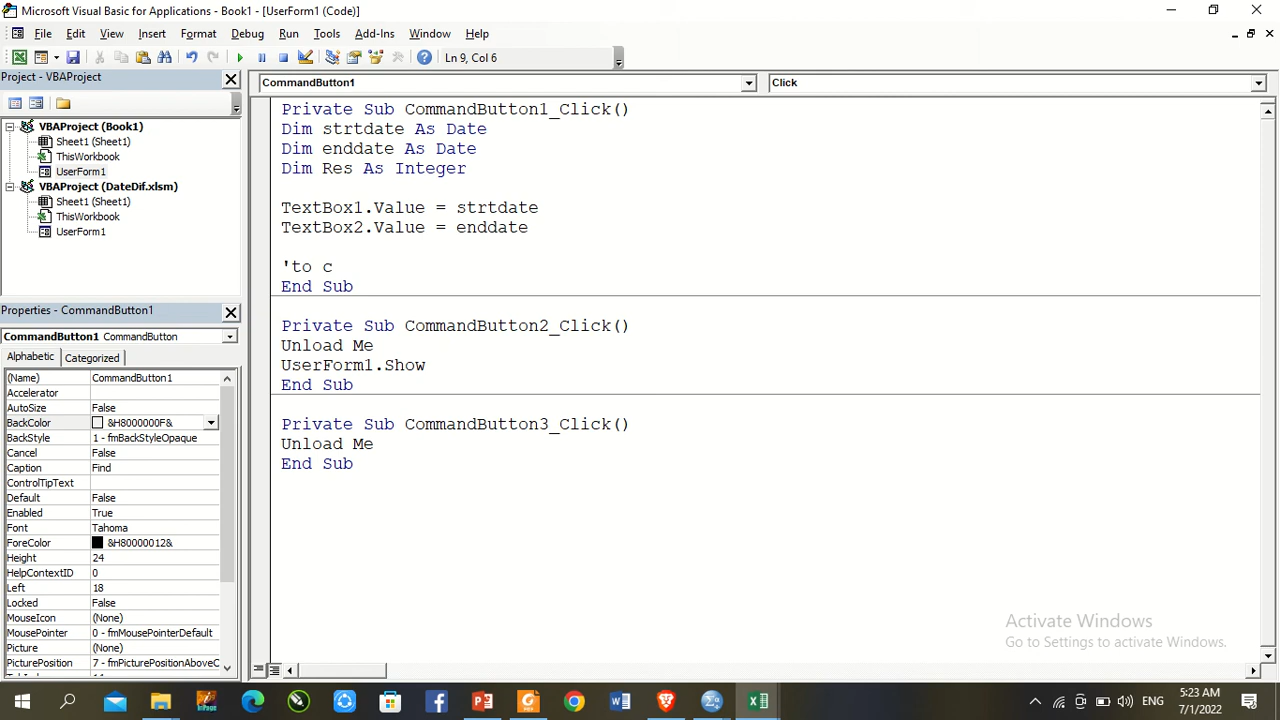 Microsoft Visual Basic for Applications - Book1 - [UserForm1 (Code)]
File Edit View Insert Format Debug Run Tools Add-Ins Window Help
Ln 9, Col 6
Project - VBAProject
CommandButton1
Click
VBAProject (Book1)
Sheet1 (Sheet1)
ThisWorkbook
UserForm1
VBAProject (DateDif.xlsm)
Sheet1 (Sheet1)
ThisWorkbook
UserForm1
Properties - CommandButton1
CommandButton1 CommandButton
Alphabetic Categorized
(Name) CommandButton1
Accelerator
AutoSize False
BackColor &H8000000F&
BackStyle 1 - fmBackStyleOpaque
Cancel False
Caption Find
ControlTipText
Default False
Enabled True
Font Tahoma
ForeColor &H80000012&
Height 24
HelpContextID 0
Left 18
Locked False
MouseIcon (None)
MousePointer 0 - fmMousePointerDefault
Picture (None)
PicturePosition 7 - fmPicturePositionAboveC
Private Sub CommandButton1_Click()
Dim strtdate As Date
Dim enddate As Date
Dim Res As Integer
TextBox1.Value = strtdate
TextBox2.Value = enddate
'to c
End Sub
Private Sub CommandButton2_Click()
Unload Me
UserForm1.Show
End Sub
Private Sub CommandButton3_Click()
Unload Me
End Sub
Activate Windows
Go to Settings to activate Windows.
ENG
5:23 AM
7/1/2022